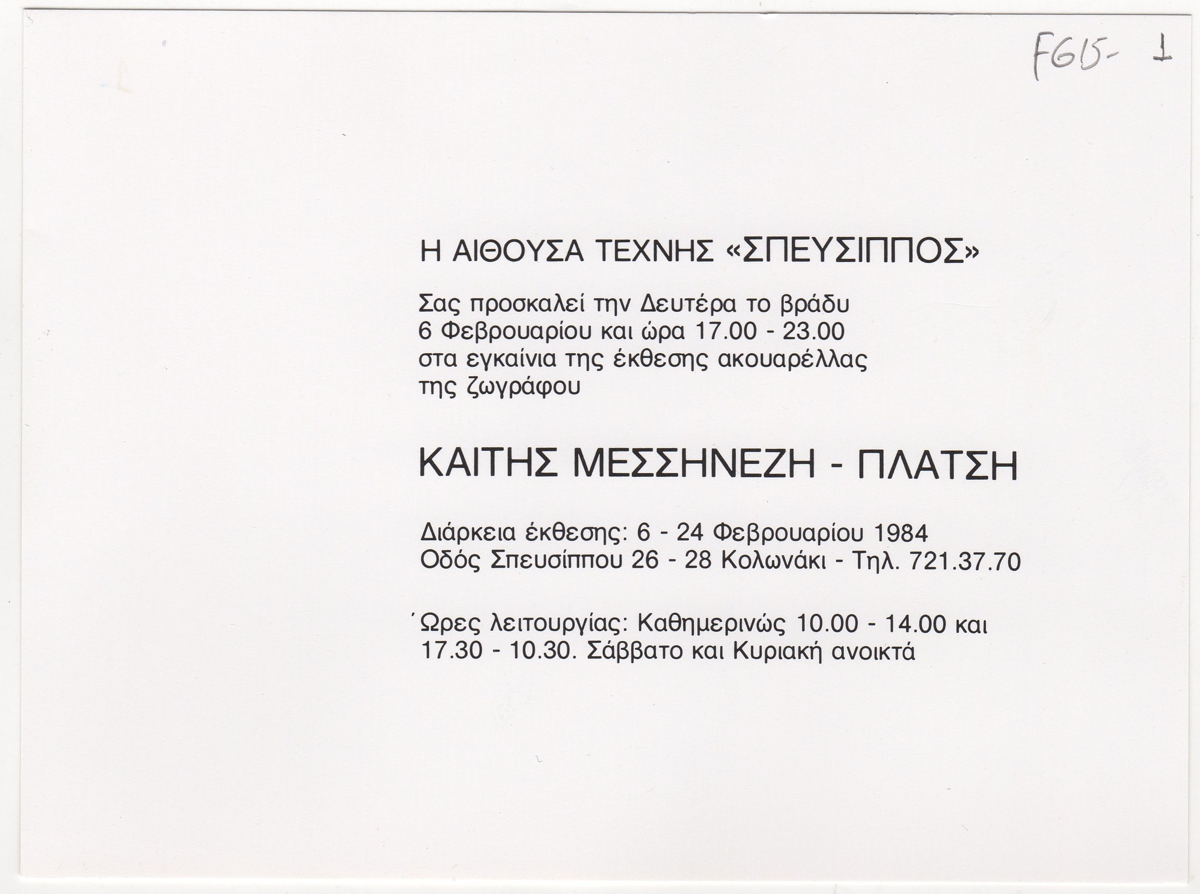 FG15- 1
Η ΑΙΘΟΥΣΑ ΤΕΧΝΗΣ «ΣΠΕΥΣΙΠΠΟΣ»
Σας προσκαλεί την Δευτέρα το βράδυ
6 Φεβρουαρίου και ώρα 17.00 - 23.00
στα εγκαίνια της έκθεσης ακουαρέλλας
της ζωγράφου
ΚΑΙΤΗΣ ΜΕΣΣΗΝΕΖΗ - ΠΛΑΤΣΗ
Διάρκεια έκθεσης: 6 - 24 Φεβρουαρίου 1984
Οδός Σπευσίππου 26 - 28 Κολωνάκι - Τηλ. 721.37.70
Ώρες λειτουργίας: Καθημερινώς 10.00 - 14.00 και
17.30 - 10.30. Σάββατο και Κυριακή ανοικτά